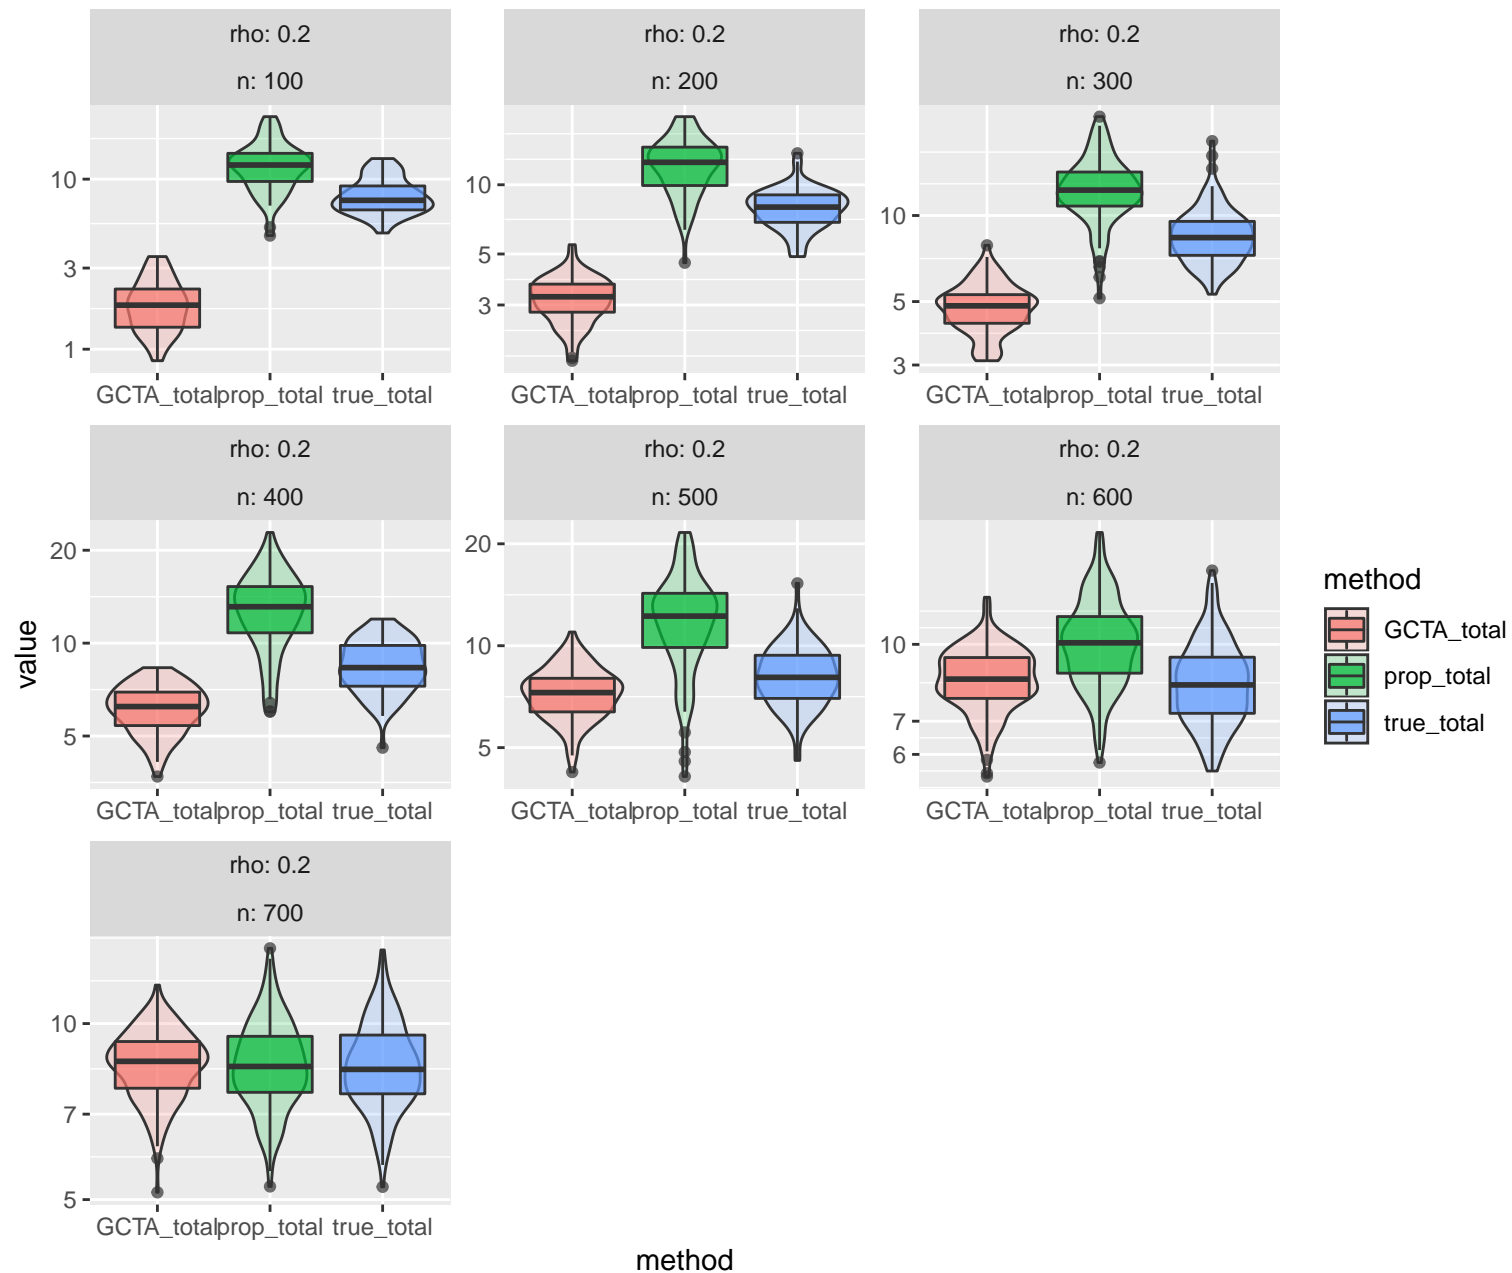 rho: 0.2
n: 100
10
3
1
GCTA_total
prop_total
true_total
rho: 0.2
n: 200
10
5
3
GCTA_total
prop_total
true_total
rho: 0.2
n: 300
10
5
3
GCTA_total
prop_total
true_total
rho: 0.2
n: 400
20
10
5
GCTA_total
prop_total
true_total
rho: 0.2
n: 500
20
10
5
GCTA_total
prop_total
true_total
rho: 0.2
n: 600
10
7
6
GCTA_total
prop_total
true_total
rho: 0.2
n: 700
10
7
5
GCTA_total
prop_total
true_total
value
method
method
GCTA_total
prop_total
true_total